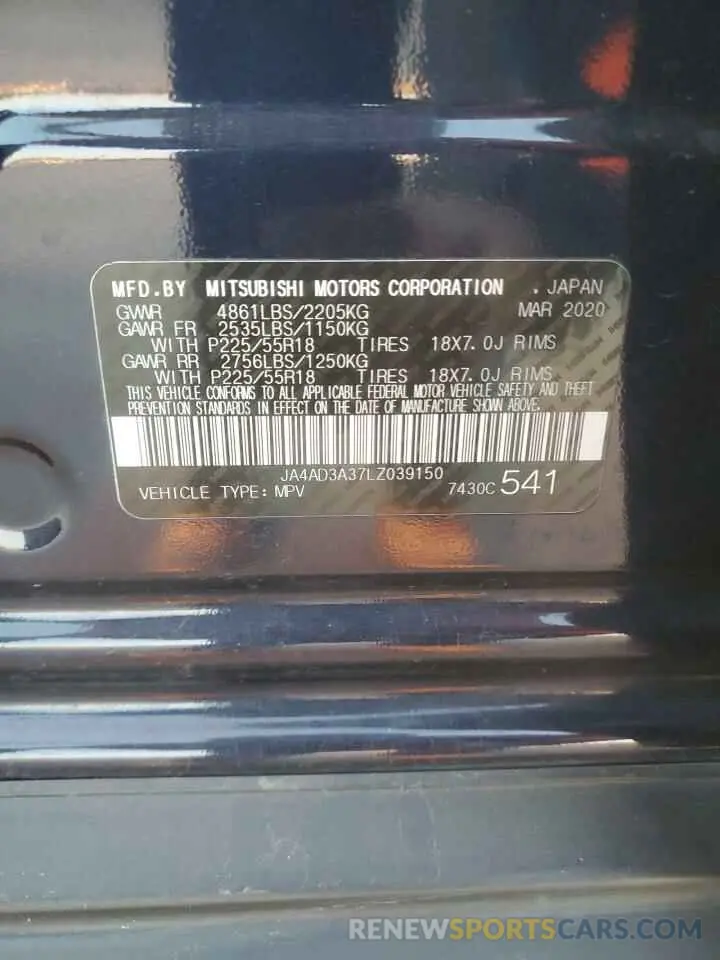 MFD.BY MITSUBISHI MOTORS CORPORATION . JAPAN
GVWR 4861LBS/2205KG MAR 2020
GAWR FR 2535LBS/1150KG
WITH P225/55R18 TIRES 18X7.0J RIMS
GAWR RR 2756LBS/1250KG
WITH P225/55R18 TIRES 18X7.0J RIMS
THIS VEHICLE CONFORMS TO ALL APPLICABLE FEDERAL MOTOR VEHICLE SAFETY AND THEFT
PREVENTION STANDARDS IN EFFECT ON THE DATE OF MANUFACTURE SHOWN ABOVE.
JA4AD3A37LZ039150
VEHICLE TYPE: MPV 7430C 541
RENEWSPORTSCARS.COM